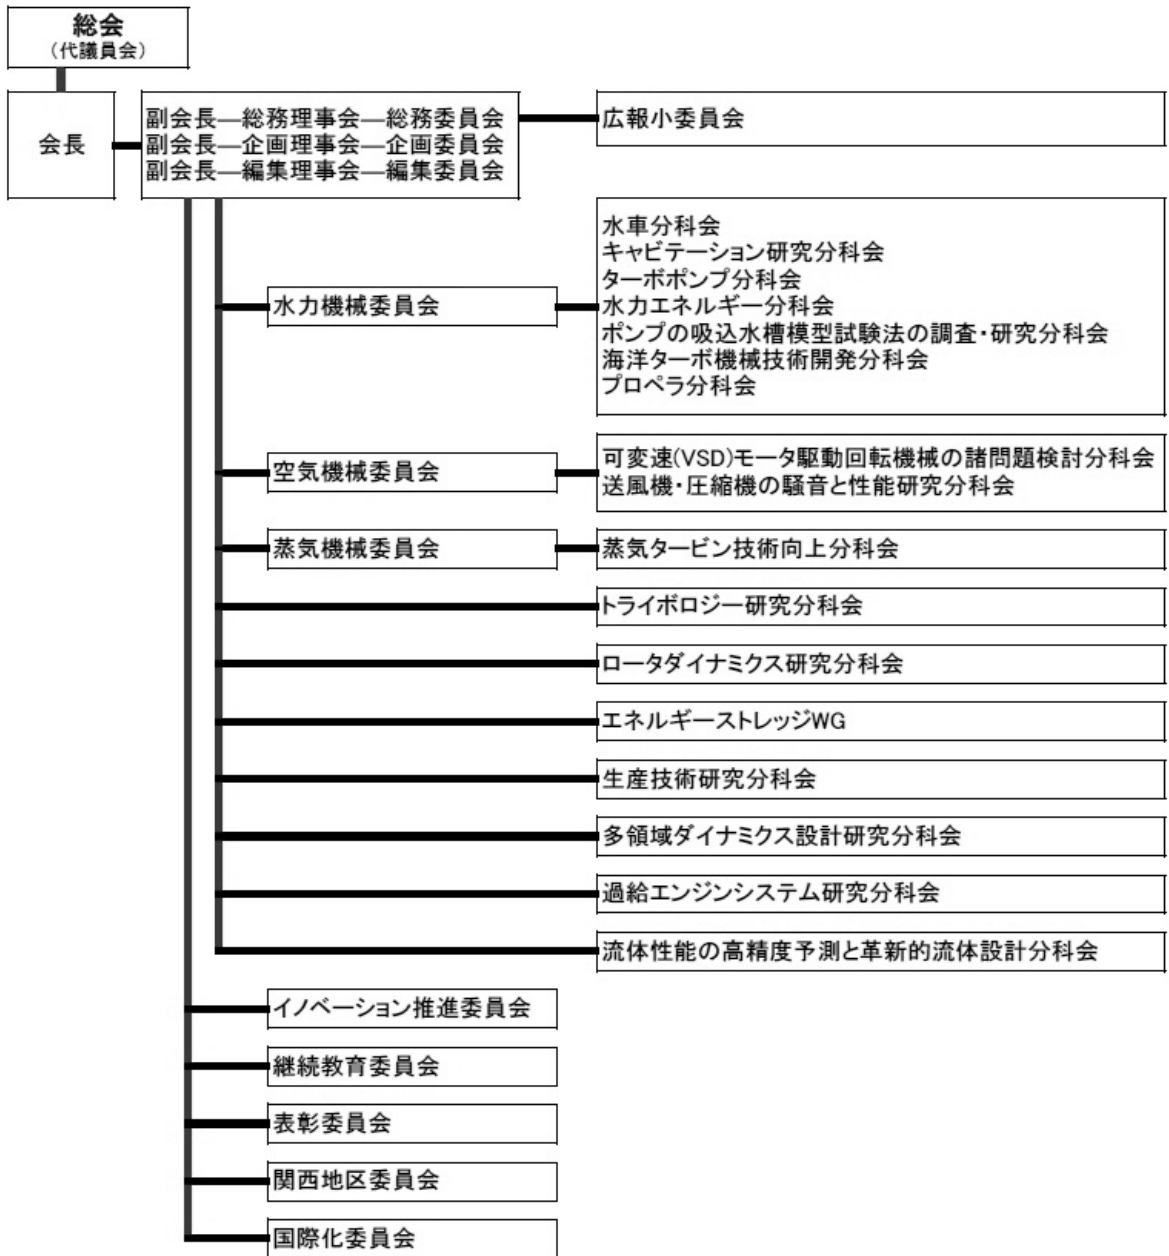 総会
(代議員会)
会長
副会長―総務理事会―総務委員会
副会長―企画理事会―企画委員会
副会長―編集理事会―編集委員会
広報小委員会
水力機械委員会
水車分科会
キャビテーション研究分科会
ターボポンプ分科会
水力エネルギー分科会
ポンプの吸込水槽模型試験法の調査・研究分科会
海洋ターボ機械技術開発分科会
プロペラ分科会
空気機械委員会
可変速(VSD)モータ駆動回転機械の諸問題検討分科会
送風機・圧縮機の騒音と性能研究分科会
蒸気機械委員会
蒸気タービン技術向上分科会
トライボロジー研究分科会
ロータダイナミクス研究分科会
エネルギーストレッジWG
生産技術研究分科会
多領域ダイナミクス設計研究分科会
過給エンジンシステム研究分科会
流体性能の高精度予測と革新的流体設計分科会
イノベーション推進委員会
継続教育委員会
表彰委員会
関西地区委員会
国際化委員会